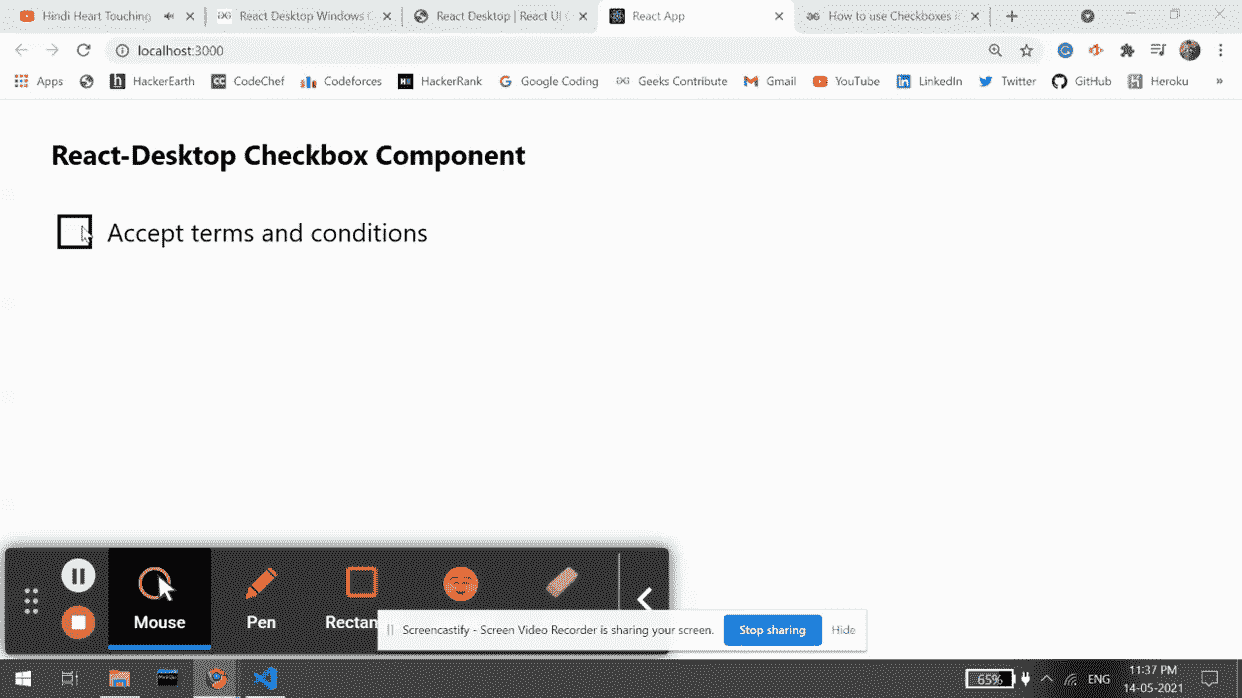 Hindi Heart Touching
React Desktop Windows C
React Desktop | React UI C
React App
How to use Checkboxes i
localhost:3000
Apps
HackerEarth
CodeChef
Codeforces
HackerRank
Google Coding
Geeks Contribute
Gmail
YouTube
LinkedIn
Twitter
GitHub
Heroku
»
React-Desktop Checkbox Component
Accept terms and conditions
Mouse
Pen
Rectan
Screencastify - Screen Video Recorder is sharing your screen.
Stop sharing
Hide
65%
ENG
11:37 PM
14-05-2021